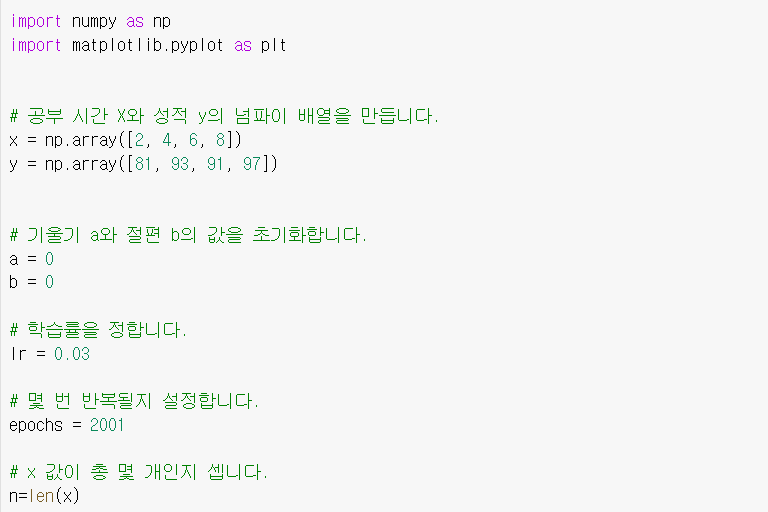 import numpy as np
import matplotlib.pyplot as plt
# 공부 시간 X와 성적 y의 넘파이 배열을 만듭니다.
x = np.array([2, 4, 6, 8])
y = np.array([81, 93, 91, 97])
# 기울기 a와 절편 b의 값을 초기화합니다.
a = 0
b = 0
# 학습률을 정합니다.
lr = 0.03
# 몇 번 반복될지 설정합니다.
epochs = 2001
# x 값이 총 몇 개인지 셉니다.
n=len(x)